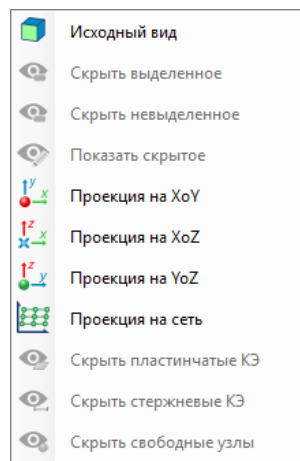 Исходный вид
Скрыть выделенное
Скрыть невыделенное
Показать скрытое
y
x
Проекция на XoY
z
x
Проекция на XoZ
z
y
Проекция на YoZ
Проекция на сеть
Скрыть пластинчатые КЭ
Скрыть стержневые КЭ
Скрыть свободные узлы